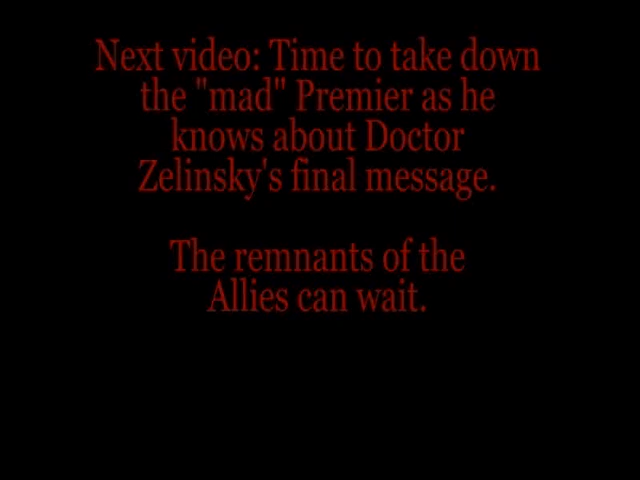 Next video: Time to take down
the "mad" Premier as he
knows about Doctor
Zelinsky's final message.
The remnants of the
Allies can wait.